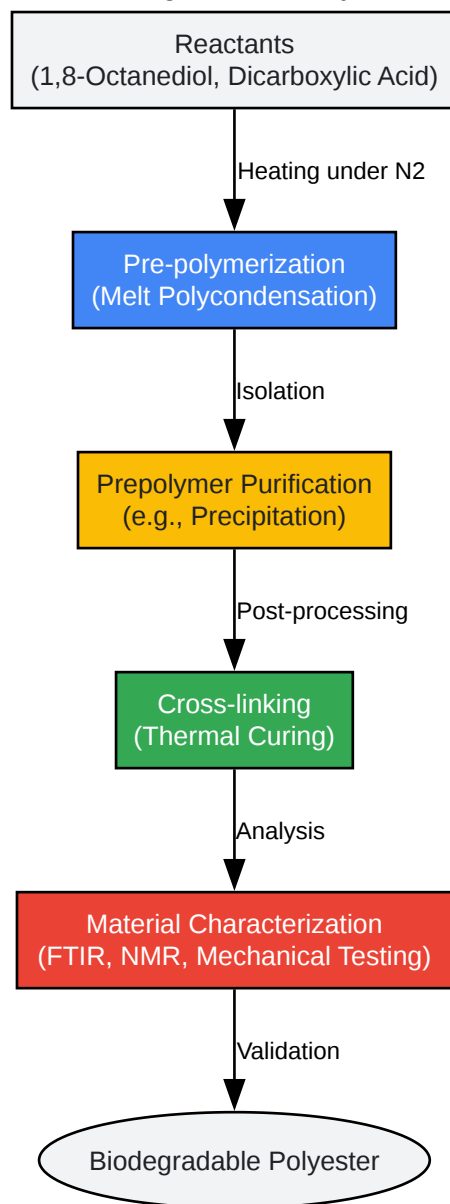 Reactants
(1,8-Octanediol, Dicarboxylic Acid)
Heating under N2
Pre-polymerization
(Melt Polycondensation)
Isolation
Prepolymer Purification
(e.g., Precipitation)
Post-processing
Cross-linking
(Thermal Curing)
Analysis
Material Characterization
(FTIR, NMR, Mechanical Testing)
Validation
Biodegradable Polyester